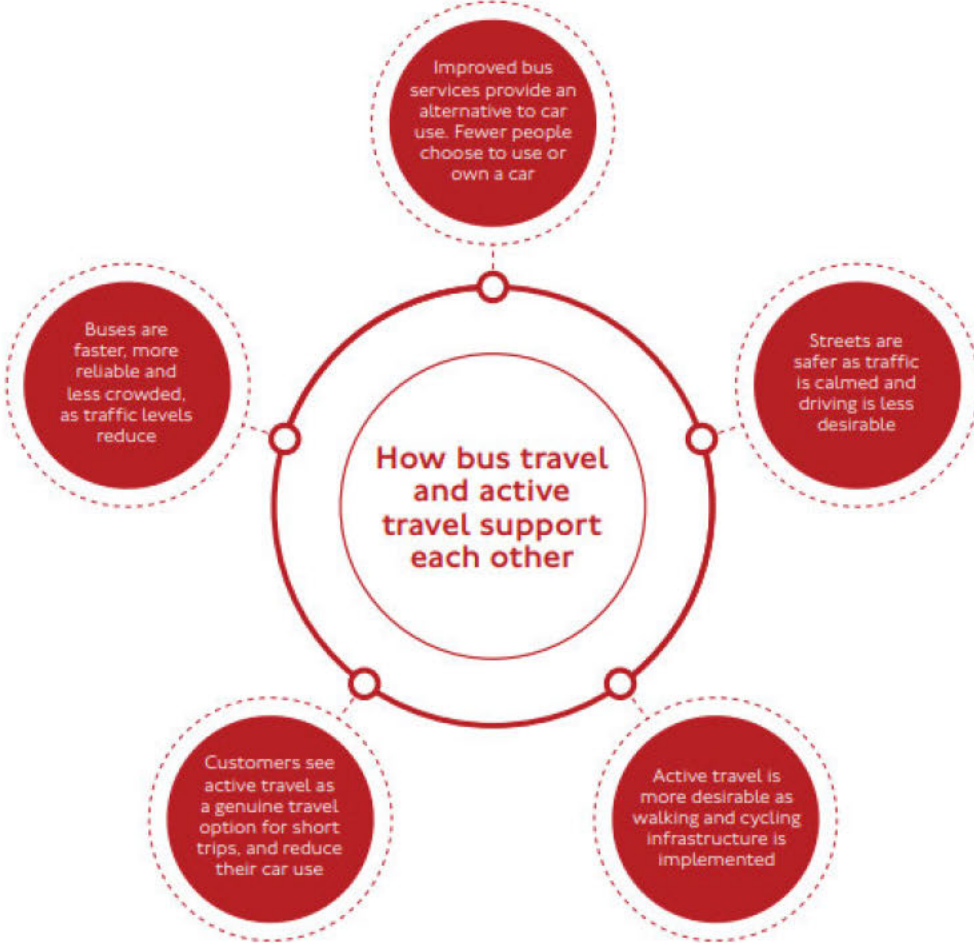 Improved bus
services provide an
alternative to car
use. Fewer people
choose to use or
own a car
Streets are
safer as traffic
is calmed and
driving is less
desirable
Active travel is
more desirable as
walking and cycling
infrastructure is
implemented
Customers see
active travel as
a genuine travel
option for short
trips, and reduce
their car use
Buses are
faster, more
reliable and
less crowded,
as traffic levels
reduce
How bus travel
and active
travel support
each other